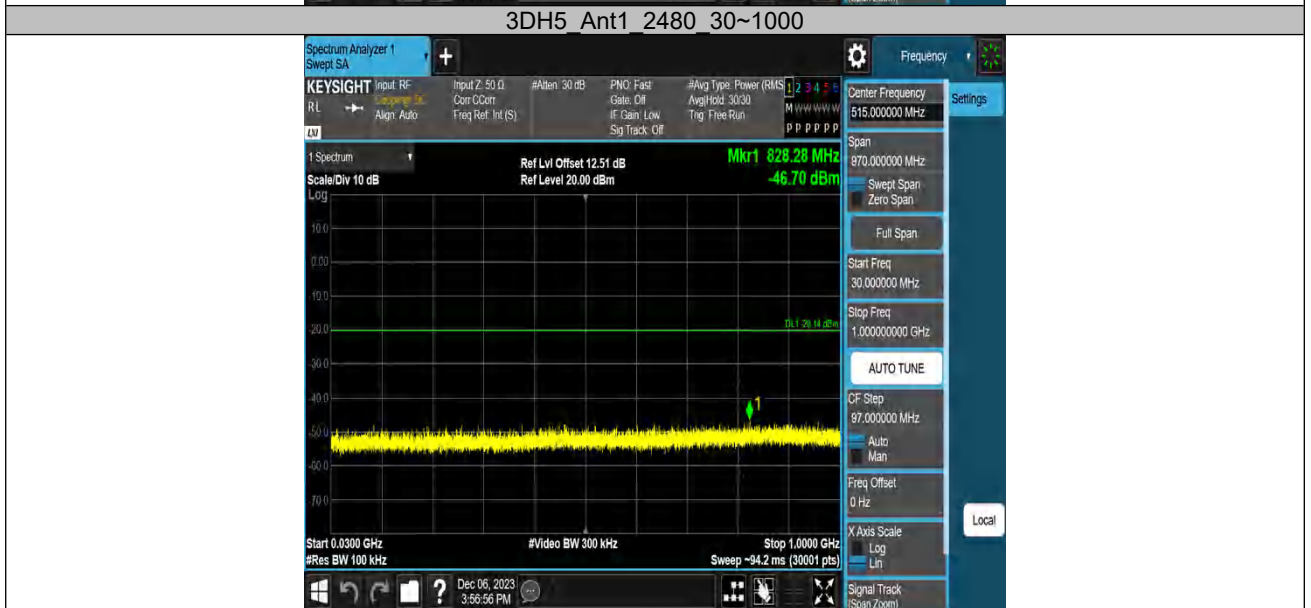 3DH5_Ant1_2480_30~1000
Spectrum Analyzer 1
Swept SA
+
Frequency
KEYSIGHT
RL
LXI
Input: RF
Coupling: DC
Align: Auto
Input Z: 50 Ω
Corr CCorr
Freq Ref: Int (S)
#Atten: 30 dB
PNO: Fast
Gate: Off
IF Gain: Low
Sig Track: Off
#Avg Type: Power (RMS
Avg|Hold: 30/30
Trig: Free Run
1 2 3 4 5 6
M W W W W W
P P P P P P
Settings
Center Frequency
515.000000 MHz
Span
970.000000 MHz
Swept Span
Zero Span
Full Span
Start Freq
30.000000 MHz
Stop Freq
1.000000000 GHz
AUTO TUNE
CF Step
97.000000 MHz
Auto
Man
Freq Offset
0 Hz
X Axis Scale
Log
Lin
Signal Track
(Span Zoom)
Local
1 Spectrum
Scale/Div 10 dB
Log
Ref Lvl Offset 12.51 dB
Ref Level 20.00 dBm
Mkr1 828.28 MHz
-46.70 dBm
10.0
0.00
-10.0
-20.0
-30.0
-40.0
-50.0
-60.0
-70.0
DL1 -20.14 dBm
1
Start 0.0300 GHz
#Res BW 100 kHz
#Video BW 300 kHz
Stop 1.0000 GHz
Sweep ~94.2 ms (30001 pts)
?
Dec 06, 2023
3:56:56 PM